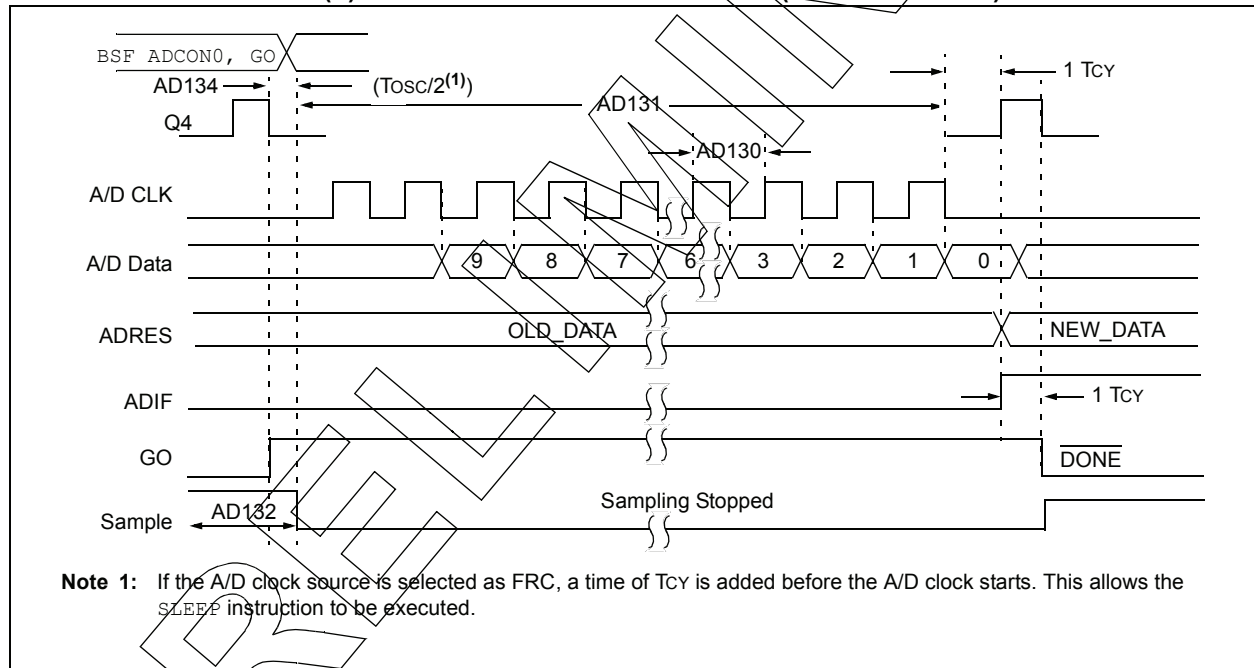 BSF ADCON0, GO
AD134
(TOSC/2(1))
1 TCY
AD131
Q4
AD130
A/D CLK
A/D Data
9 8 7 6 3 2 1 0
ADRES
OLD_DATA
NEW_DATA
ADIF
1 TCY
GO
DONE
Sample
AD132
Sampling Stopped
Note 1: If the A/D clock source is selected as FRC, a time of TCY is added before the A/D clock starts. This allows the
SLEEP instruction to be executed.